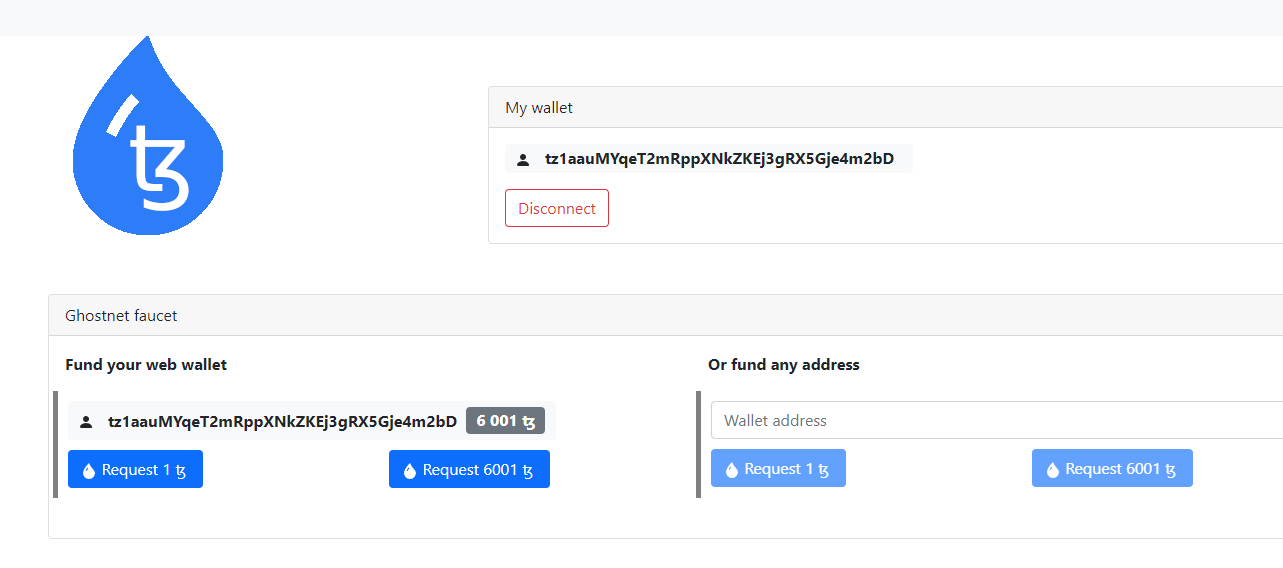 ꜩ
My wallet
tz1aauMYqeT2mRppXNkZKEj3gRX5Gje4m2bD
Disconnect
Ghostnet faucet
Fund your web wallet
tz1aauMYqeT2mRppXNkZKEj3gRX5Gje4m2bD 6 001 ꜩ
Request 1 ꜩ
Request 6001 ꜩ
Or fund any address
Wallet address
Request 1 ꜩ
Request 6001 ꜩ